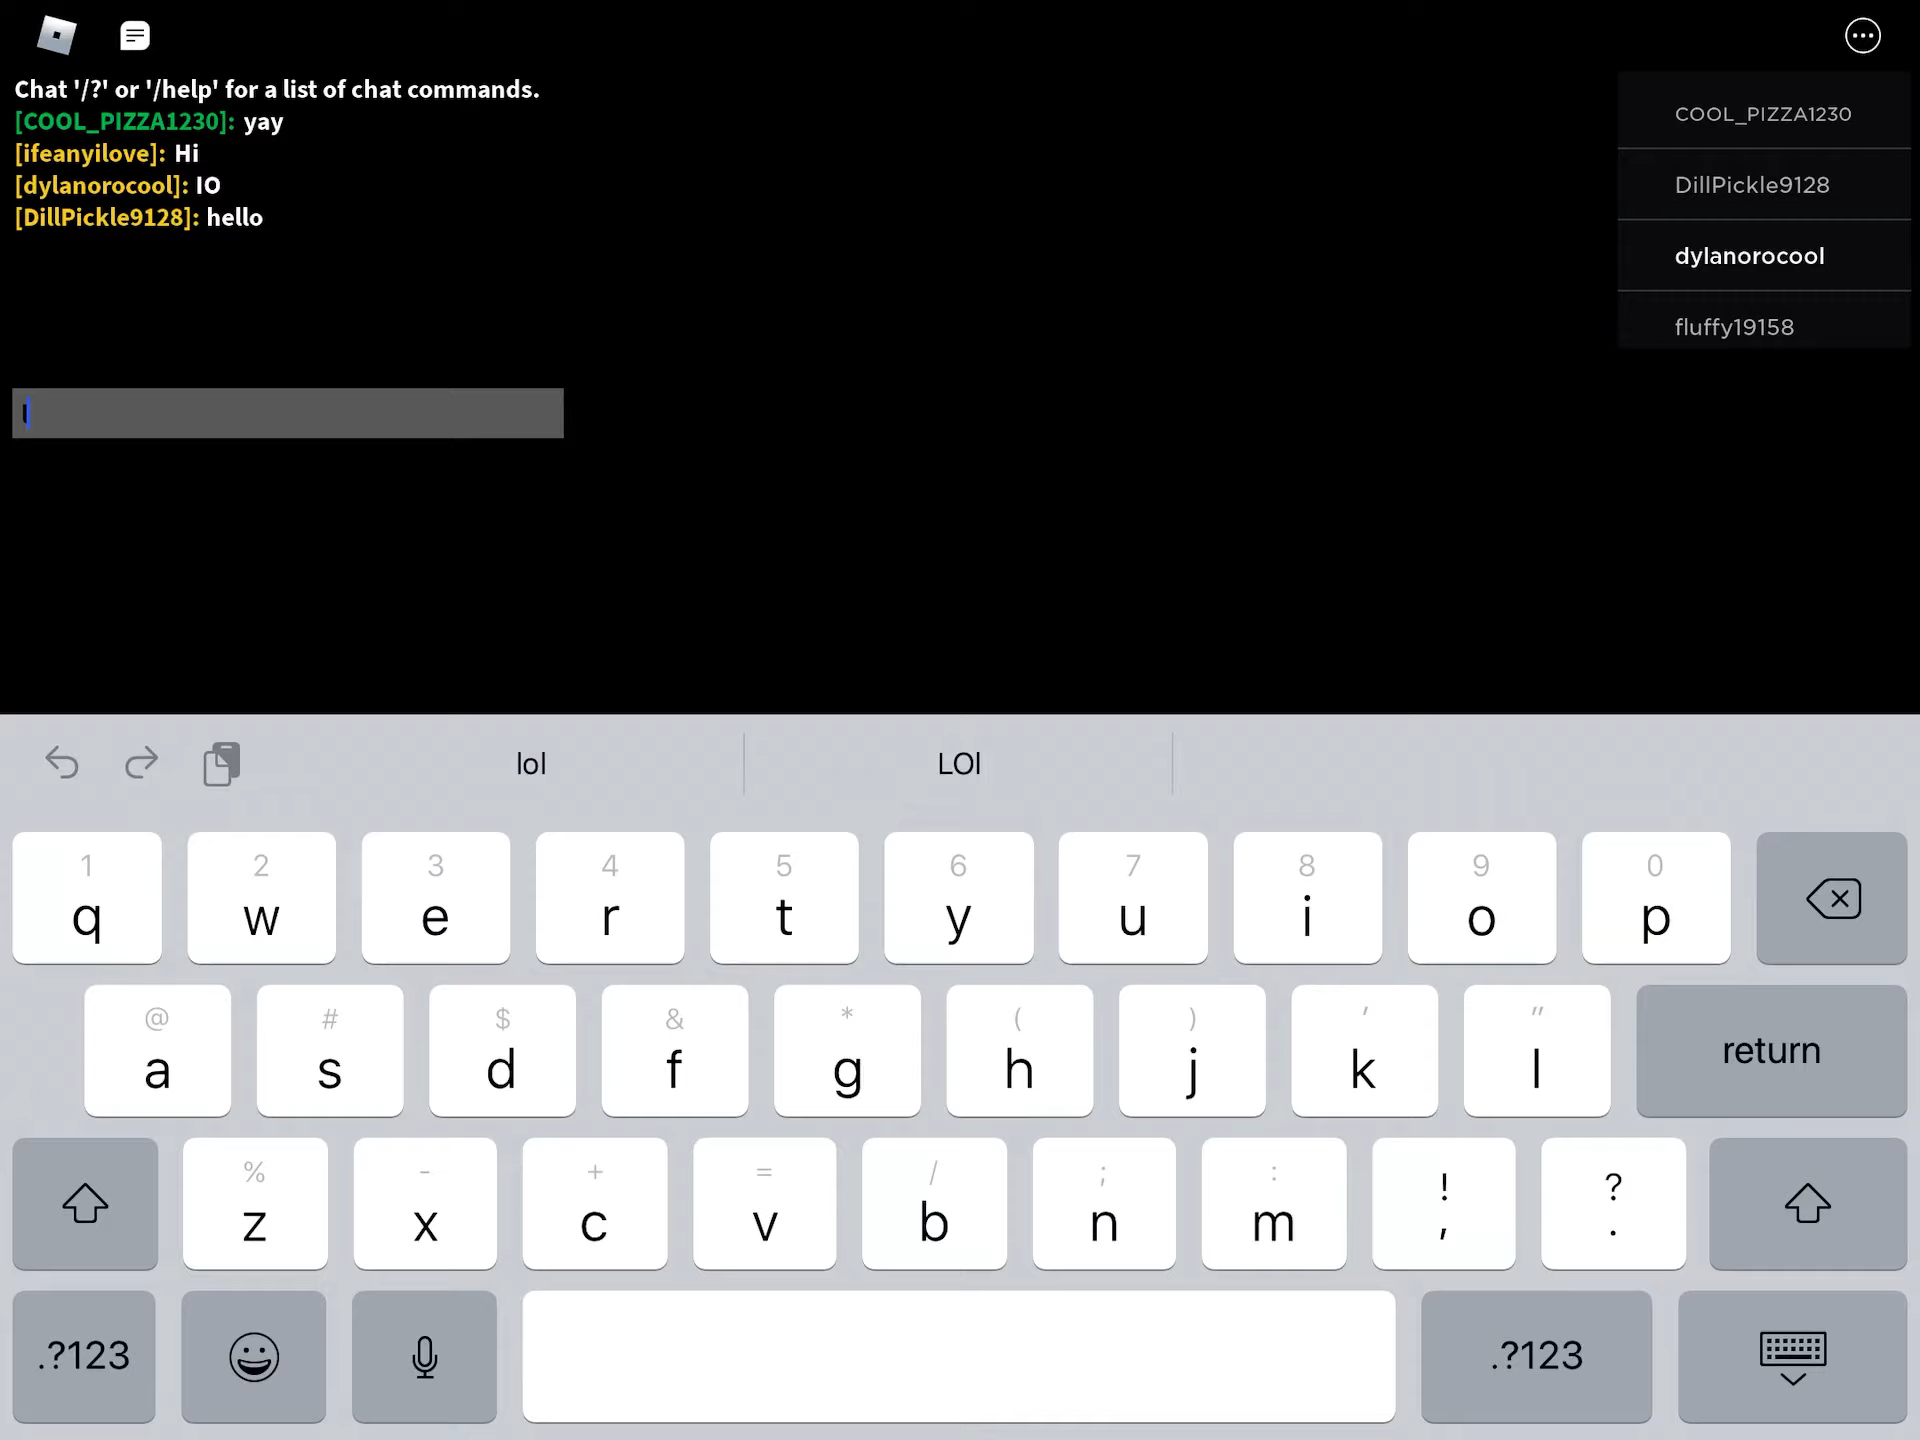 Chat '/?' or '/help' for a list of chat commands.
[COOL_PIZZA1230]: yay
[ifeanyilove]: Hi
[dylanorocool]: IO
[DillPickle9128]: hello
COOL_PIZZA1230
DillPickle9128
dylanorocool
fluffy19158
l
lol LOl
1 2 3 4 5 6 7 8 9 0
q w e r t y u i o p
@ # $ & * ( ) ' "
a s d f g h j k l return
% - + = / ; : ! ?
z x c v b n m , .
.?123 .?123